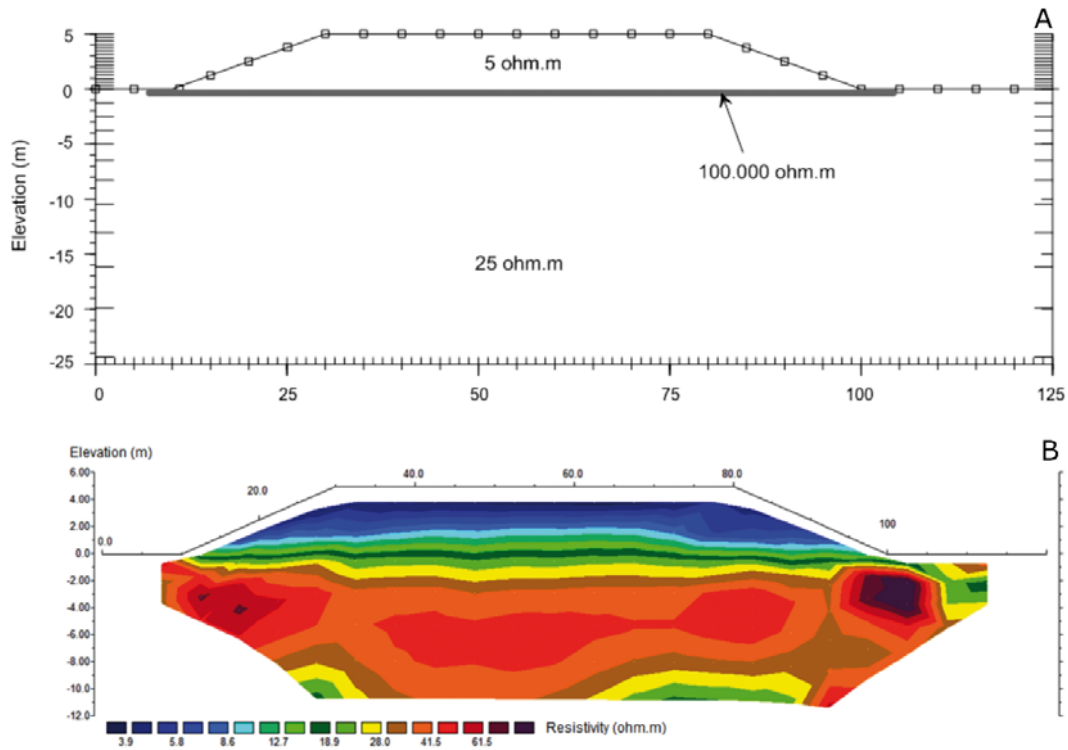 A
5
0
-5
-10
-15
-20
-25
Elevation (m)
5 ohm.m
100.000 ohm.m
25 ohm.m
0 25 50 75 100 125
B
Elevation (m)
6.00
4.00
2.00
0.0
-2.00
-4.00
-6.00
-8.00
-10.0
-12.0
0.0 20.0 40.0 60.0 80.0 100
Resistivity (ohm.m)
3.9 5.8 8.6 12.7 18.9 28.0 41.5 61.5